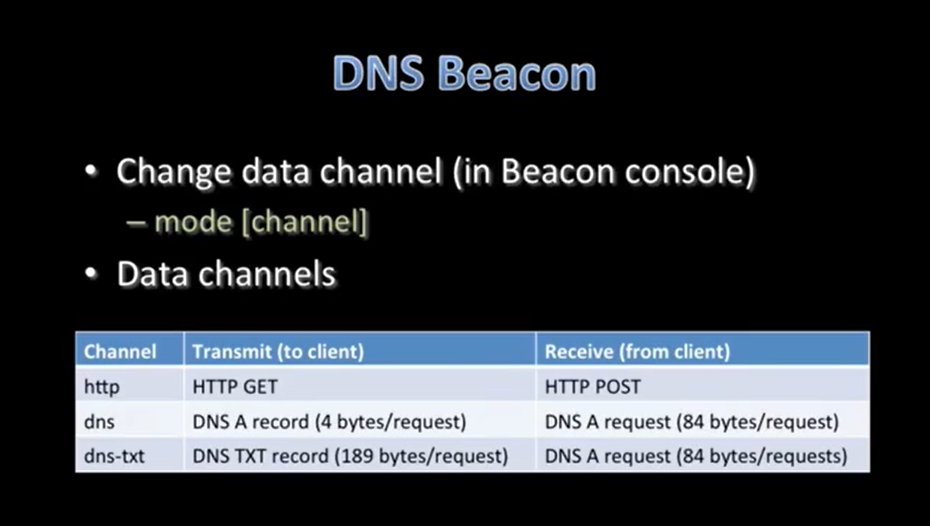 DNS Beacon
• Change data channel (in Beacon console)
– mode [channel]
• Data channels
Channel Transmit (to client) Receive (from client)
http HTTP GET HTTP POST
dns DNS A record (4 bytes/request) DNS A request (84 bytes/request)
dns-txt DNS TXT record (189 bytes/request) DNS A request (84 bytes/requests)